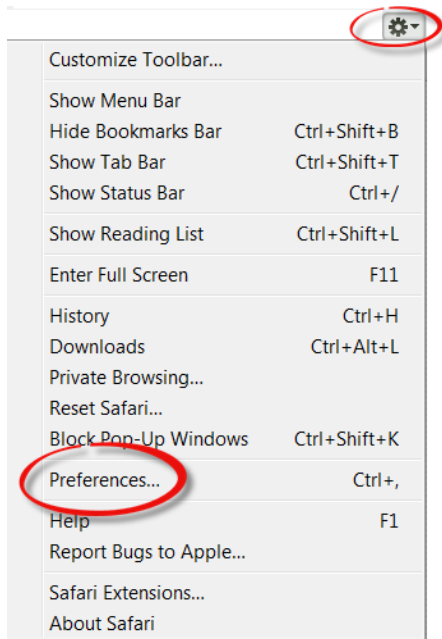 Customize Toolbar...
Show Menu Bar
Hide Bookmarks Bar Ctrl+Shift+B
Show Tab Bar Ctrl+Shift+T
Show Status Bar Ctrl+/
Show Reading List Ctrl+Shift+L
Enter Full Screen F11
History Ctrl+H
Downloads Ctrl+Alt+L
Private Browsing...
Reset Safari...
Block Pop-Up Windows Ctrl+Shift+K
Preferences... Ctrl+,
Help F1
Report Bugs to Apple...
Safari Extensions...
About Safari